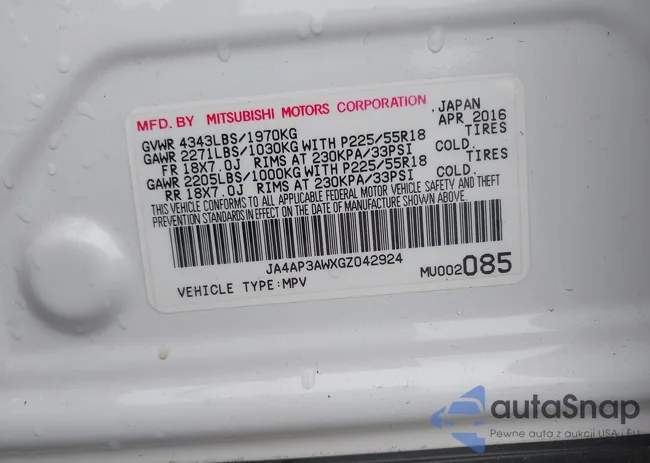 MFD. BY MITSUBISHI MOTORS CORPORATION JAPAN
GVWR 4343LBS/1970KG APR 2016
GAWR 2271LBS/1030KG WITH P225/55R18 TIRES
FR 18X7.0J RIMS AT 230KPA/33PSI COLD.
GAWR 2205LBS/1000KG WITH P225/55R18 TIRES
RR 18X7.0J RIMS AT 230KPA/33PSI COLD.
THIS VEHICLE CONFORMS TO ALL APPLICABLE FEDERAL MOTOR VEHICLE SAFETY AND THEFT
PREVENTION STANDARDS IN EFFECT ON THE DATE OF MANUFACTURE SHOWN ABOVE.
JA4AP3AWXGZ042924
VEHICLE TYPE:MPV MU002085
autaSnap
Pewne auta z aukcji USA i EU